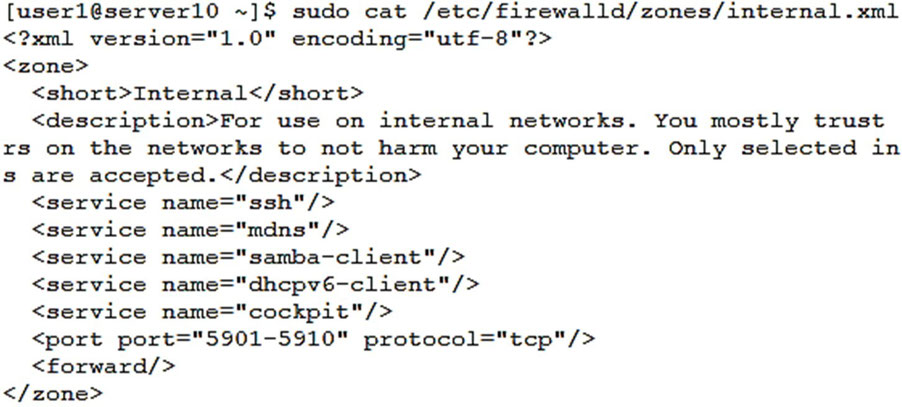 [user1@server10 ~]$ sudo cat /etc/firewalld/zones/internal.xml
<?xml version="1.0" encoding="utf-8"?>
<zone>
  <short>Internal</short>
  <description>For use on internal networks. You mostly trust
rs on the networks to not harm your computer. Only selected in
s are accepted.</description>
  <service name="ssh"/>
  <service name="mdns"/>
  <service name="samba-client"/>
  <service name="dhcpv6-client"/>
  <service name="cockpit"/>
  <port port="5901-5910" protocol="tcp"/>
  <forward/>
</zone>